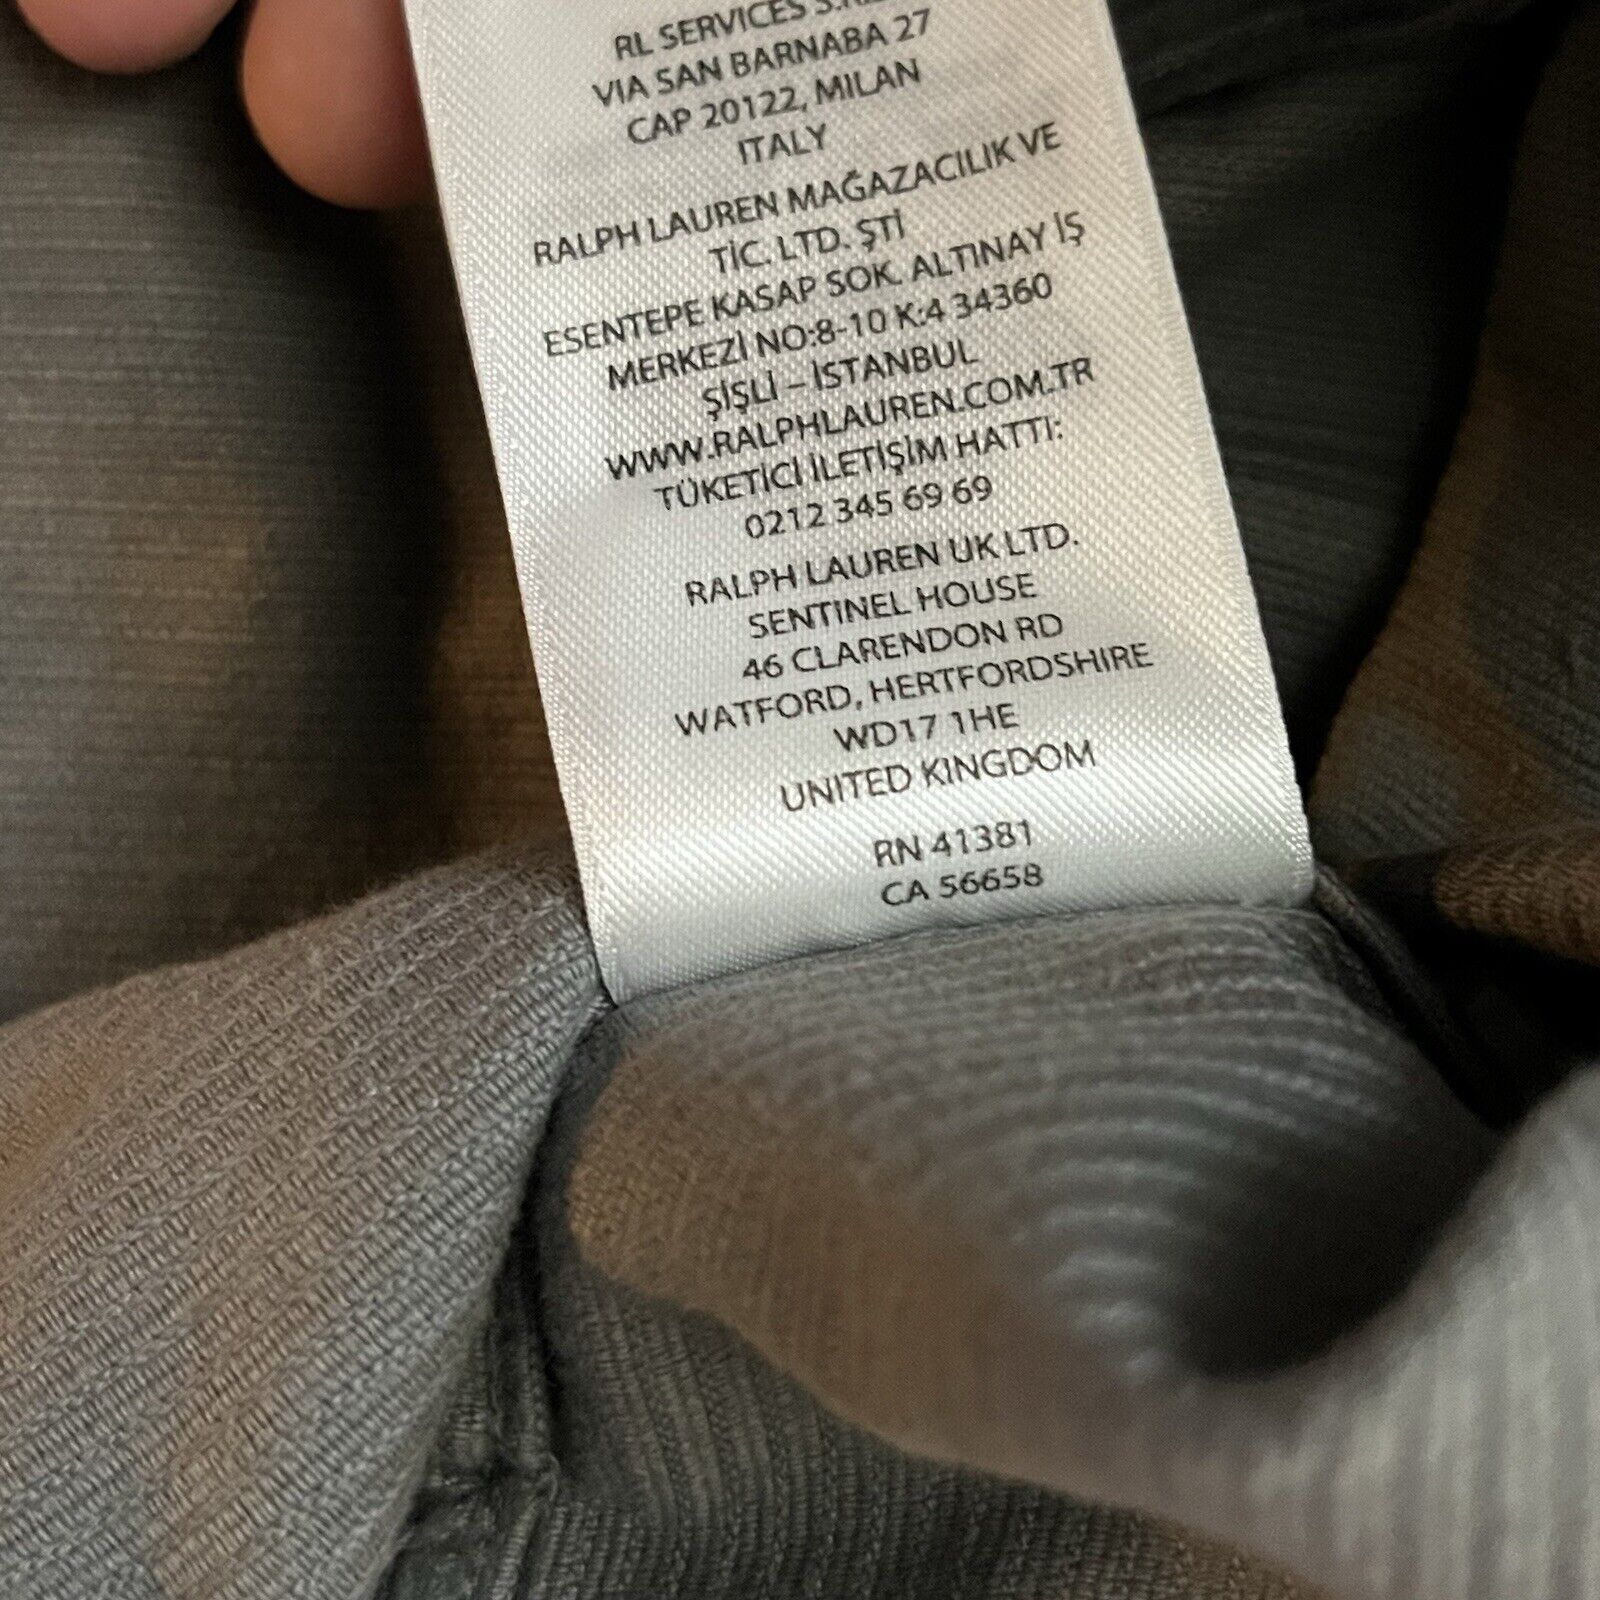 RL SERVICES
VIA SAN BARNABA 27
CAP 20122, MILAN
ITALY
RALPH LAUREN MAĞAZACILIK VE
TİC. LTD. ŞTİ
ESENTEPE KASAP SOK. ALTINAY İŞ
MERKEZİ NO:8-10 K:4 34360
ŞİŞLİ – İSTANBUL
WWW.RALPHLAUREN.COM.TR
TÜKETİCİ İLETİŞİM HATTI:
0212 345 69 69
RALPH LAUREN UK LTD.
SENTINEL HOUSE
46 CLARENDON RD
WATFORD, HERTFORDSHIRE
WD17 1HE
UNITED KINGDOM
RN 41381
CA 56658